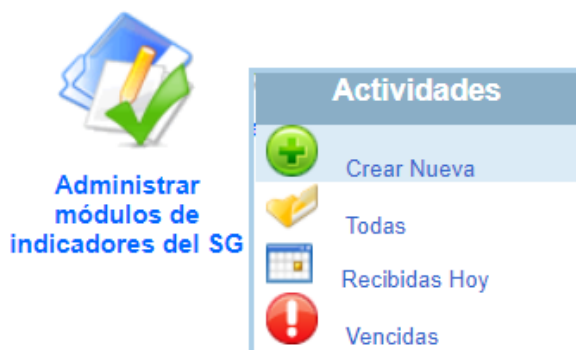 Administrar
módulos de
indicadores del SG
Actividades
Crear Nueva
Todas
Recibidas Hoy
Vencidas